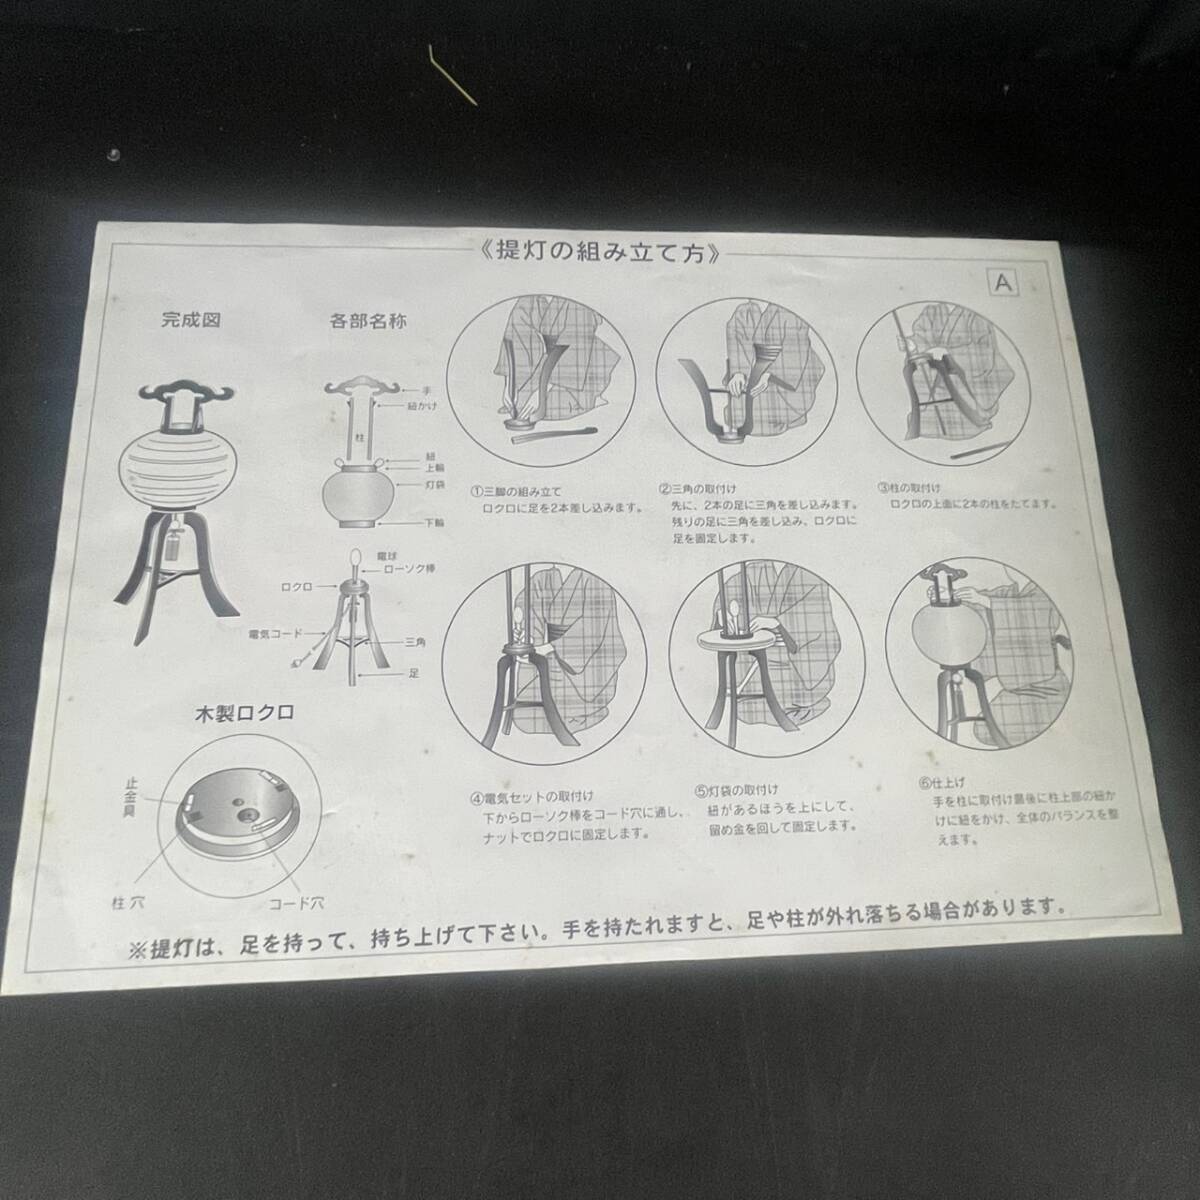 《提灯の組み立て方》
A
完成図
各部名称
手
紐かけ
柱
紐
上輪
灯袋
下輪
電球
ローソク棒
ロクロ
電気コード
三角
足
木製ロクロ
止金具
柱穴
コード穴
①三脚の組み立て
ロクロに足を2本差し込みます。
②三角の取付け
先に、2本の足に三角を差し込みます。
残りの足に三角を差し込み、ロクロに
足を固定します。
③柱の取付け
ロクロの上面に2本の柱をたてます。
④電気セットの取付け
下からローソク棒をコード穴に通し、
ナットでロクロに固定します。
⑤灯袋の取付け
紐があるほうを上にして、
留め金を回して固定します。
⑥仕上げ
手を柱に取付け最後に柱上部の紐か
けに紐をかけ、全体のバランスを整
えます。
※提灯は、足を持って、持ち上げて下さい。手を持たれますと、足や柱が外れ落ちる場合があります。